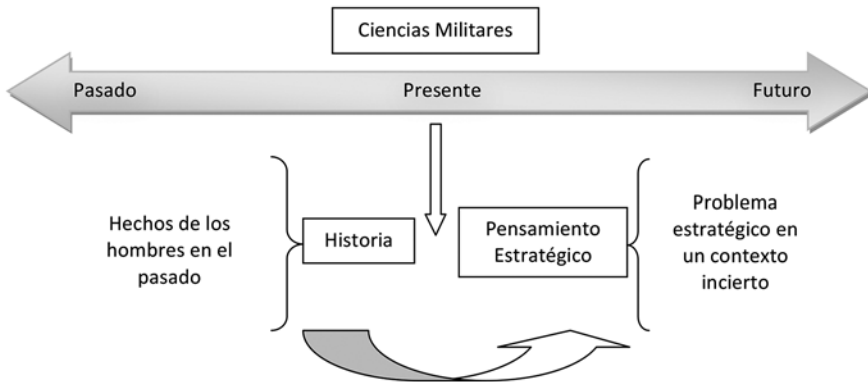 Ciencias Militares
Pasado
Presente
Futuro
Hechos de los
hombres en el
pasado
Historia
Pensamiento
Estratégico
Problema
estratégico en
un contexto
incierto